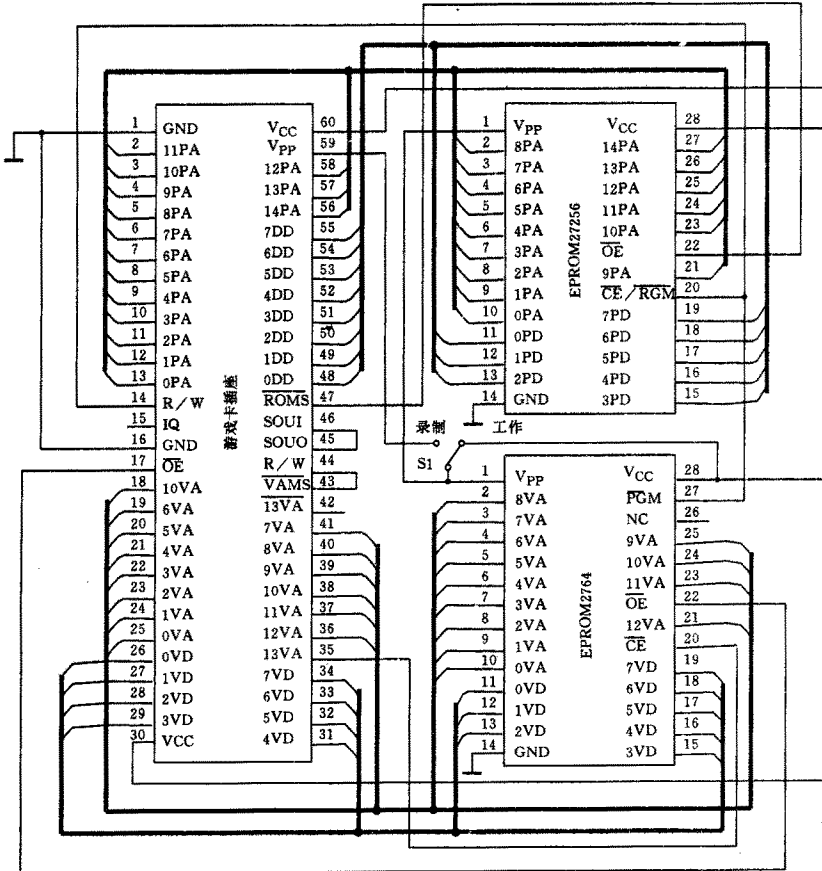 1 GND VCC 60
2 11PA VPP 59
3 10PA 12PA 58
4 9PA 13PA 57
5 8PA 14PA 56
6 7PA 7DD 55
7 6PA 6DD 54
8 5PA 5DD 53
9 4PA 4DD 52
10 3PA 3DD 51
11 2PA 2DD 50
12 1PA 1DD 49
13 0PA 0DD 48
14 R/W ROMS 47
15 IQ SOUI 46
16 GND SOUO 45
17 OE R/W 44
18 10VA VAMS 43
19 6VA 13VA 42
20 5VA 7VA 41
21 4VA 8VA 40
22 3VA 9VA 39
23 2VA 10VA 38
24 1VA 11VA 37
25 0VA 12VA 36
26 0VD 13VA 35
27 1VD 7VD 34
28 2VD 6VD 33
29 3VD 5VD 32
30 VCC 4VD 31
游戏卡插座
1 VPP VCC 28
2 8PA 14PA 27
3 7PA 13PA 26
4 6PA 12PA 25
5 5PA 11PA 24
6 4PA 10PA 23
7 3PA OE 22
8 2PA 9PA 21
9 1PA CE/RGM 20
10 0PA 7PD 19
11 0PD 6PD 18
12 1PD 5PD 17
13 2PD 4PD 16
14 GND 3PD 15
EPROM27256
录制 工作
S1
1 VPP VCC 28
2 8VA PGM 27
3 7VA NC 26
4 6VA 9VA 25
5 5VA 10VA 24
6 4VA 11VA 23
7 3VA OE 22
8 2VA 12VA 21
9 1VA CE 20
10 0VA 7VD 19
11 0VD 6VD 18
12 1VD 5VD 17
13 2VD 4VD 16
14 GND 3VD 15
EPROM2764